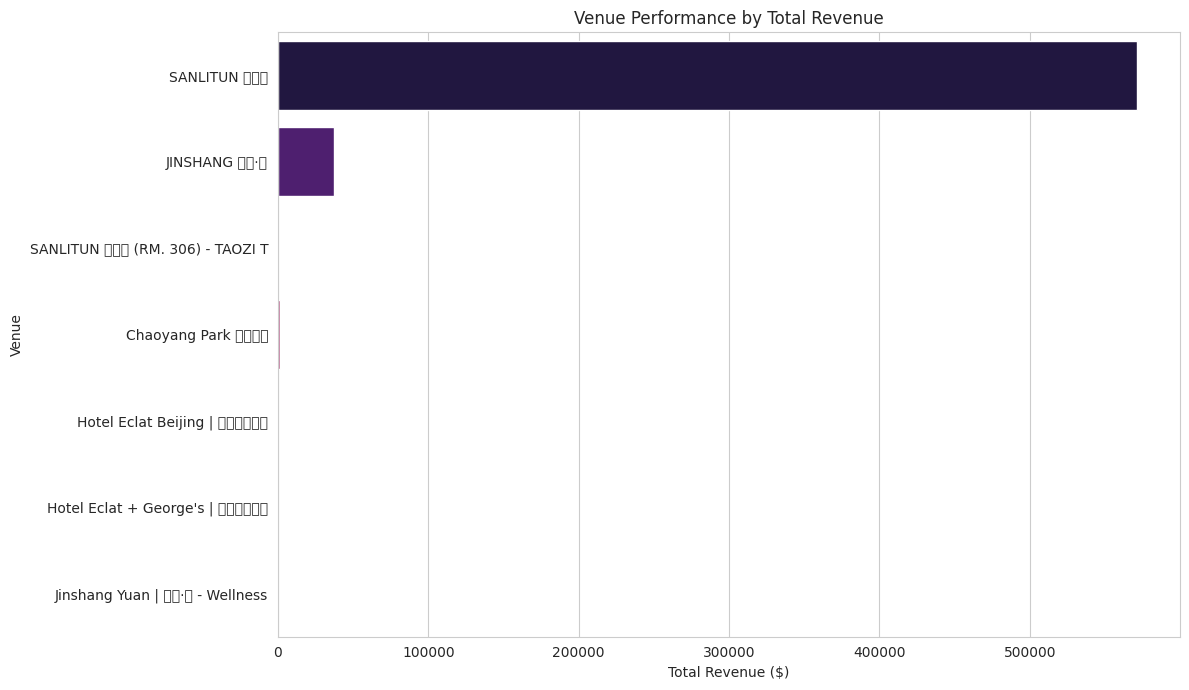 Venue Performance by Total Revenue
SANLITUN
JINSHANG
SANLITUN (RM. 306) - TAOZI T
Chaoyang Park
Hotel Eclat Beijing |
Hotel Eclat + George's |
Jinshang Yuan | - Wellness
Venue
0 100000 200000 300000 400000 500000
Total Revenue ($)